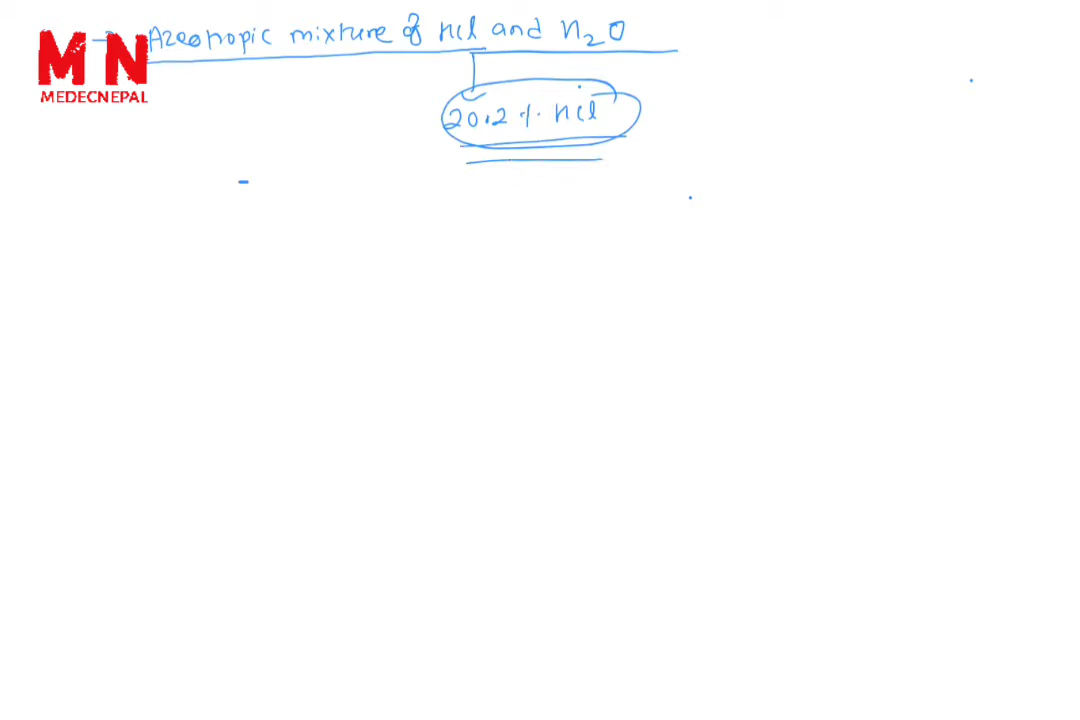 → Azeotropic mixture of HCl and H₂O
MN
MEDECNEPAL
20.2 % HCl